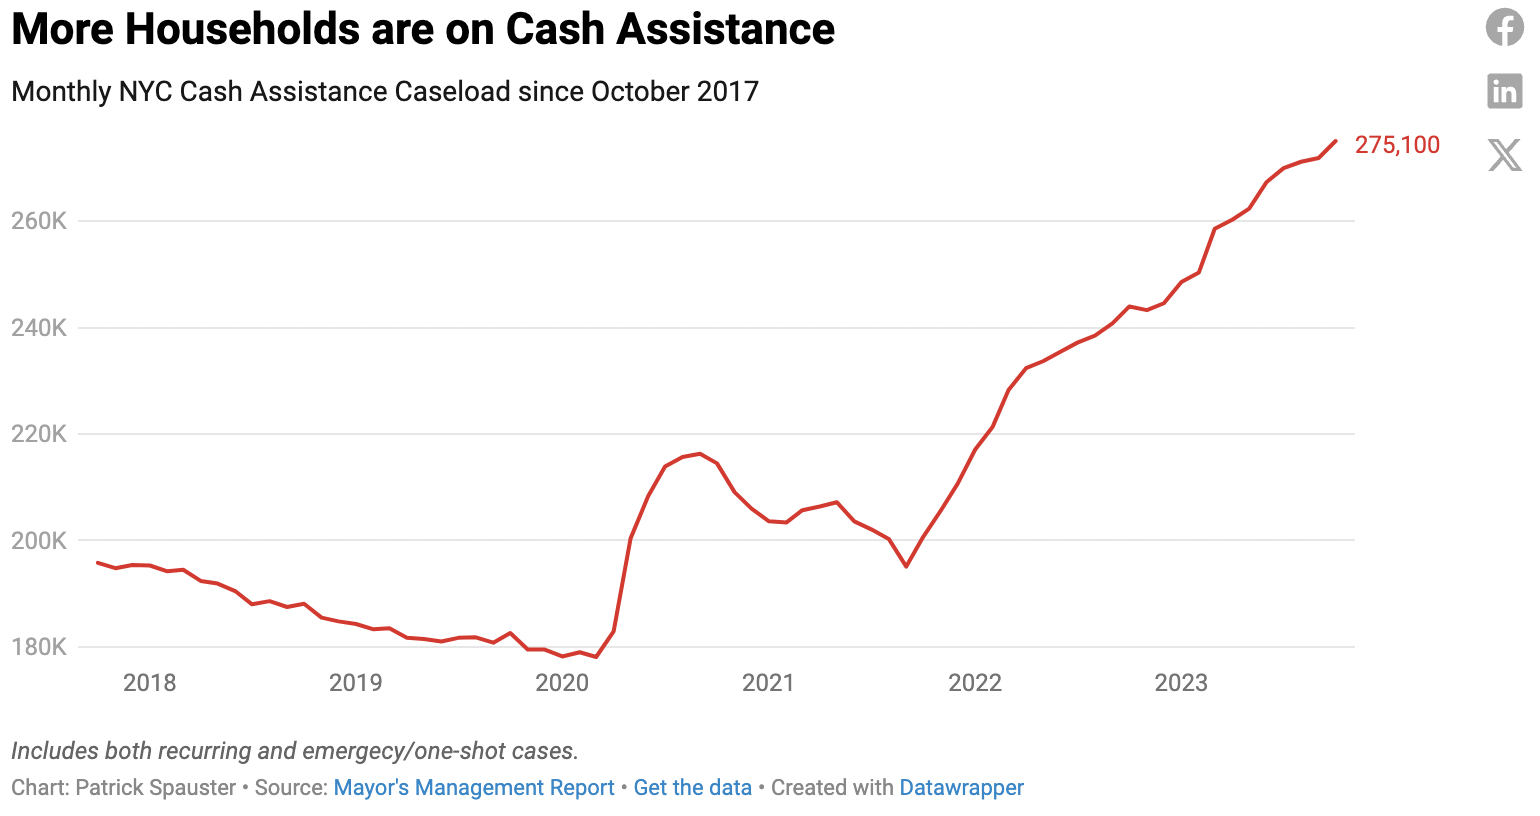 More Households are on Cash Assistance
Monthly NYC Cash Assistance Caseload since October 2017
275,100
260K
240K
220K
200K
180K
2018 2019 2020 2021 2022 2023
Includes both recurring and emergecy/one-shot cases.
Chart: Patrick Spauster • Source: Mayor's Management Report • Get the data • Created with Datawrapper